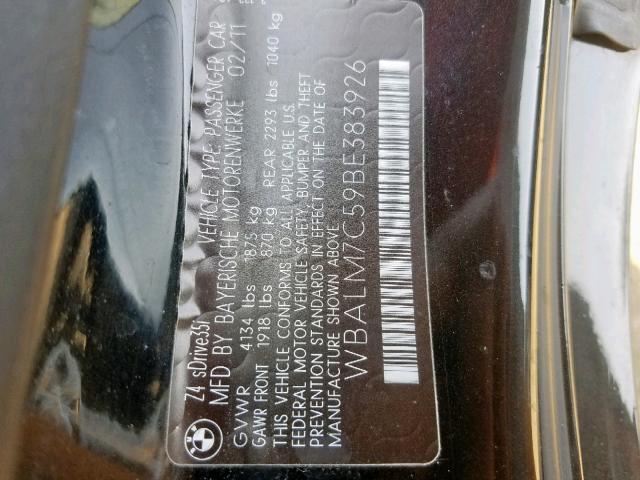 Z4 sDrive35i VEHICLE TYPE: PASSENGER CAR
MFD BY BAYERISCHE MOTORENWERKE 02/11
GVWR 4134 lbs 1875 kg
GAWR FRONT 1918 lbs 870 kg REAR 2293 lbs 1040 kg
THIS VEHICLE CONFORMS TO ALL APPLICABLE U.S.
FEDERAL MOTOR VEHICLE SAFETY, BUMPER AND THEFT
PREVENTION STANDARDS IN EFFECT ON THE DATE OF
MANUFACTURE SHOWN ABOVE
WBALM7C59BE383926